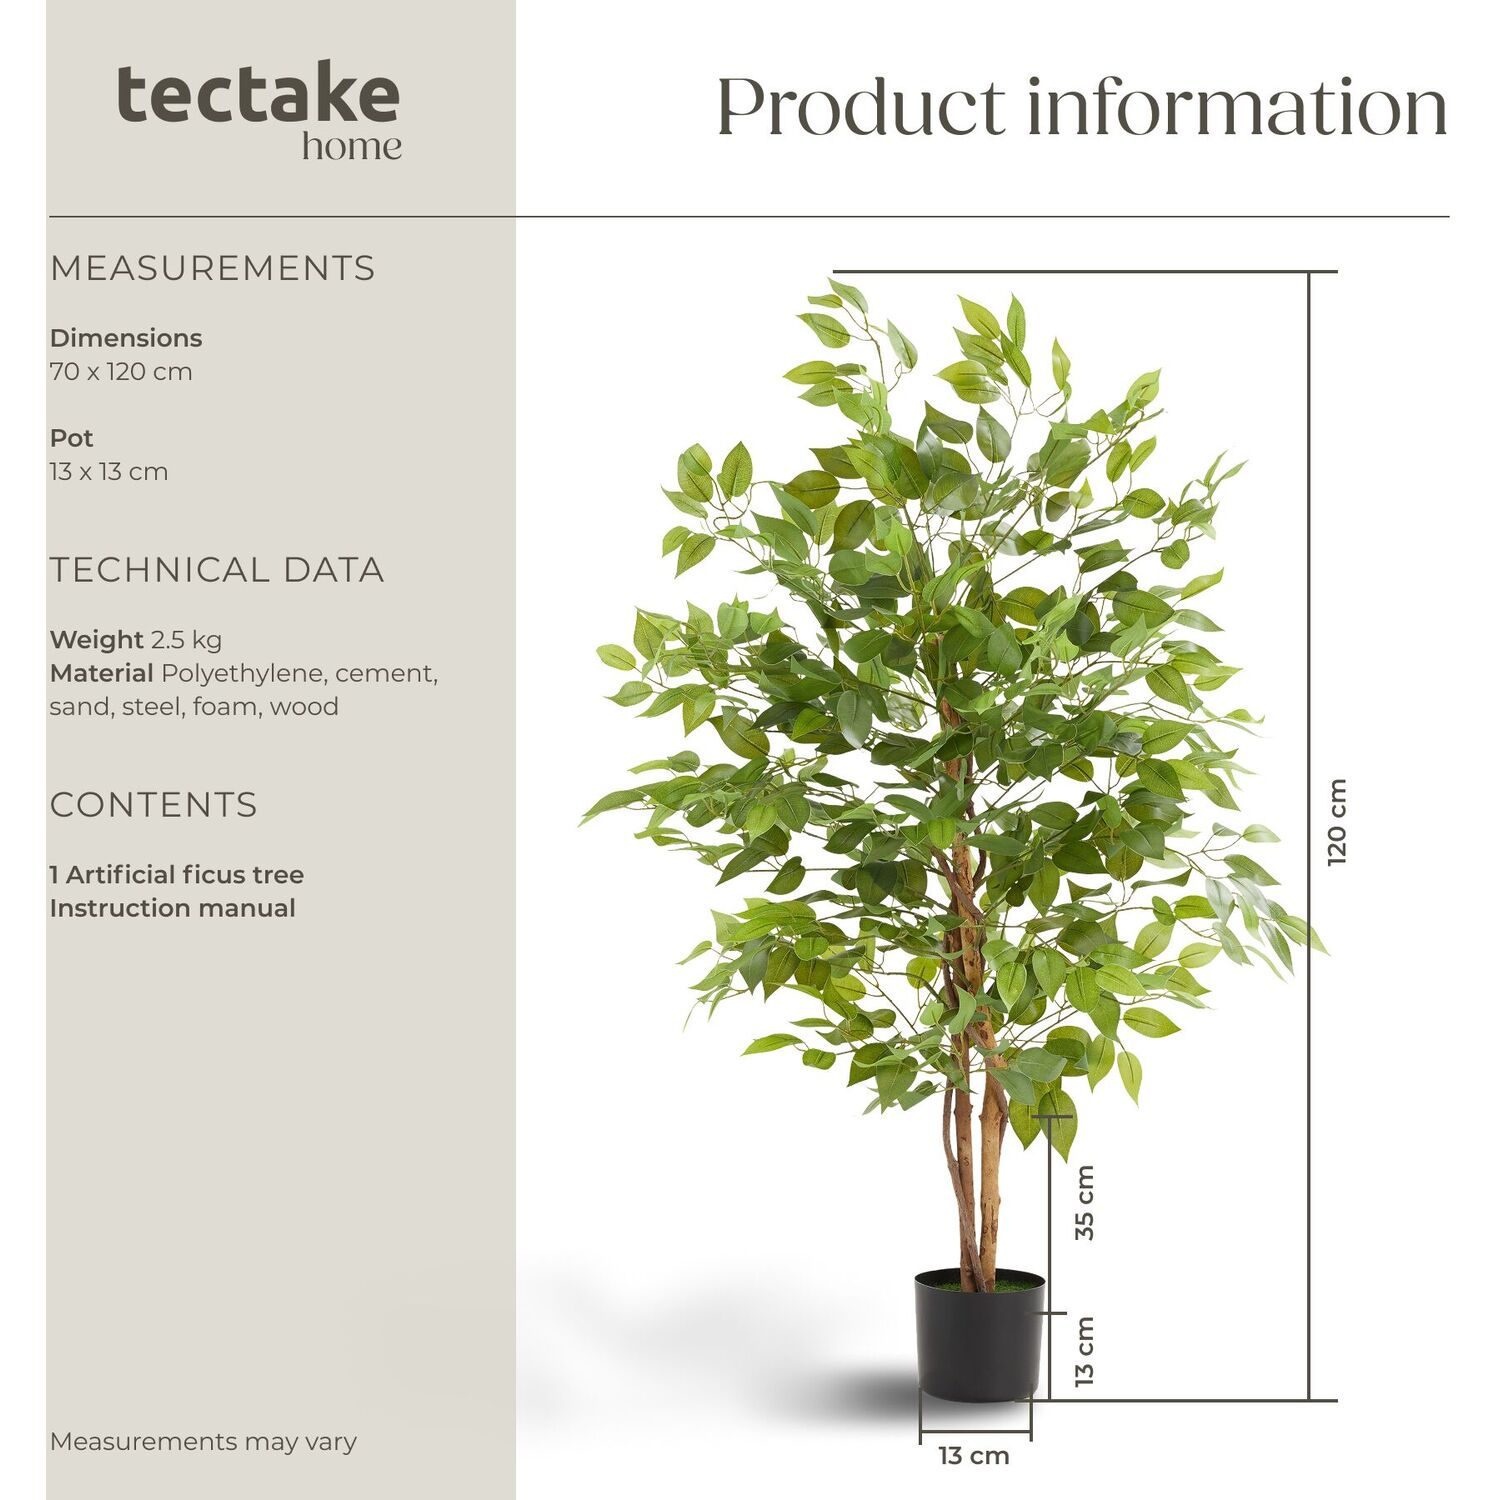 tectake
home
Product information
MEASUREMENTS
Dimensions
70 x 120 cm
Pot
13 x 13 cm
TECHNICAL DATA
Weight 2.5 kg
Material Polyethylene, cement,
sand, steel, foam, wood
CONTENTS
1 Artificial ficus tree
Instruction manual
Measurements may vary
120 cm
35 cm
13 cm
13 cm